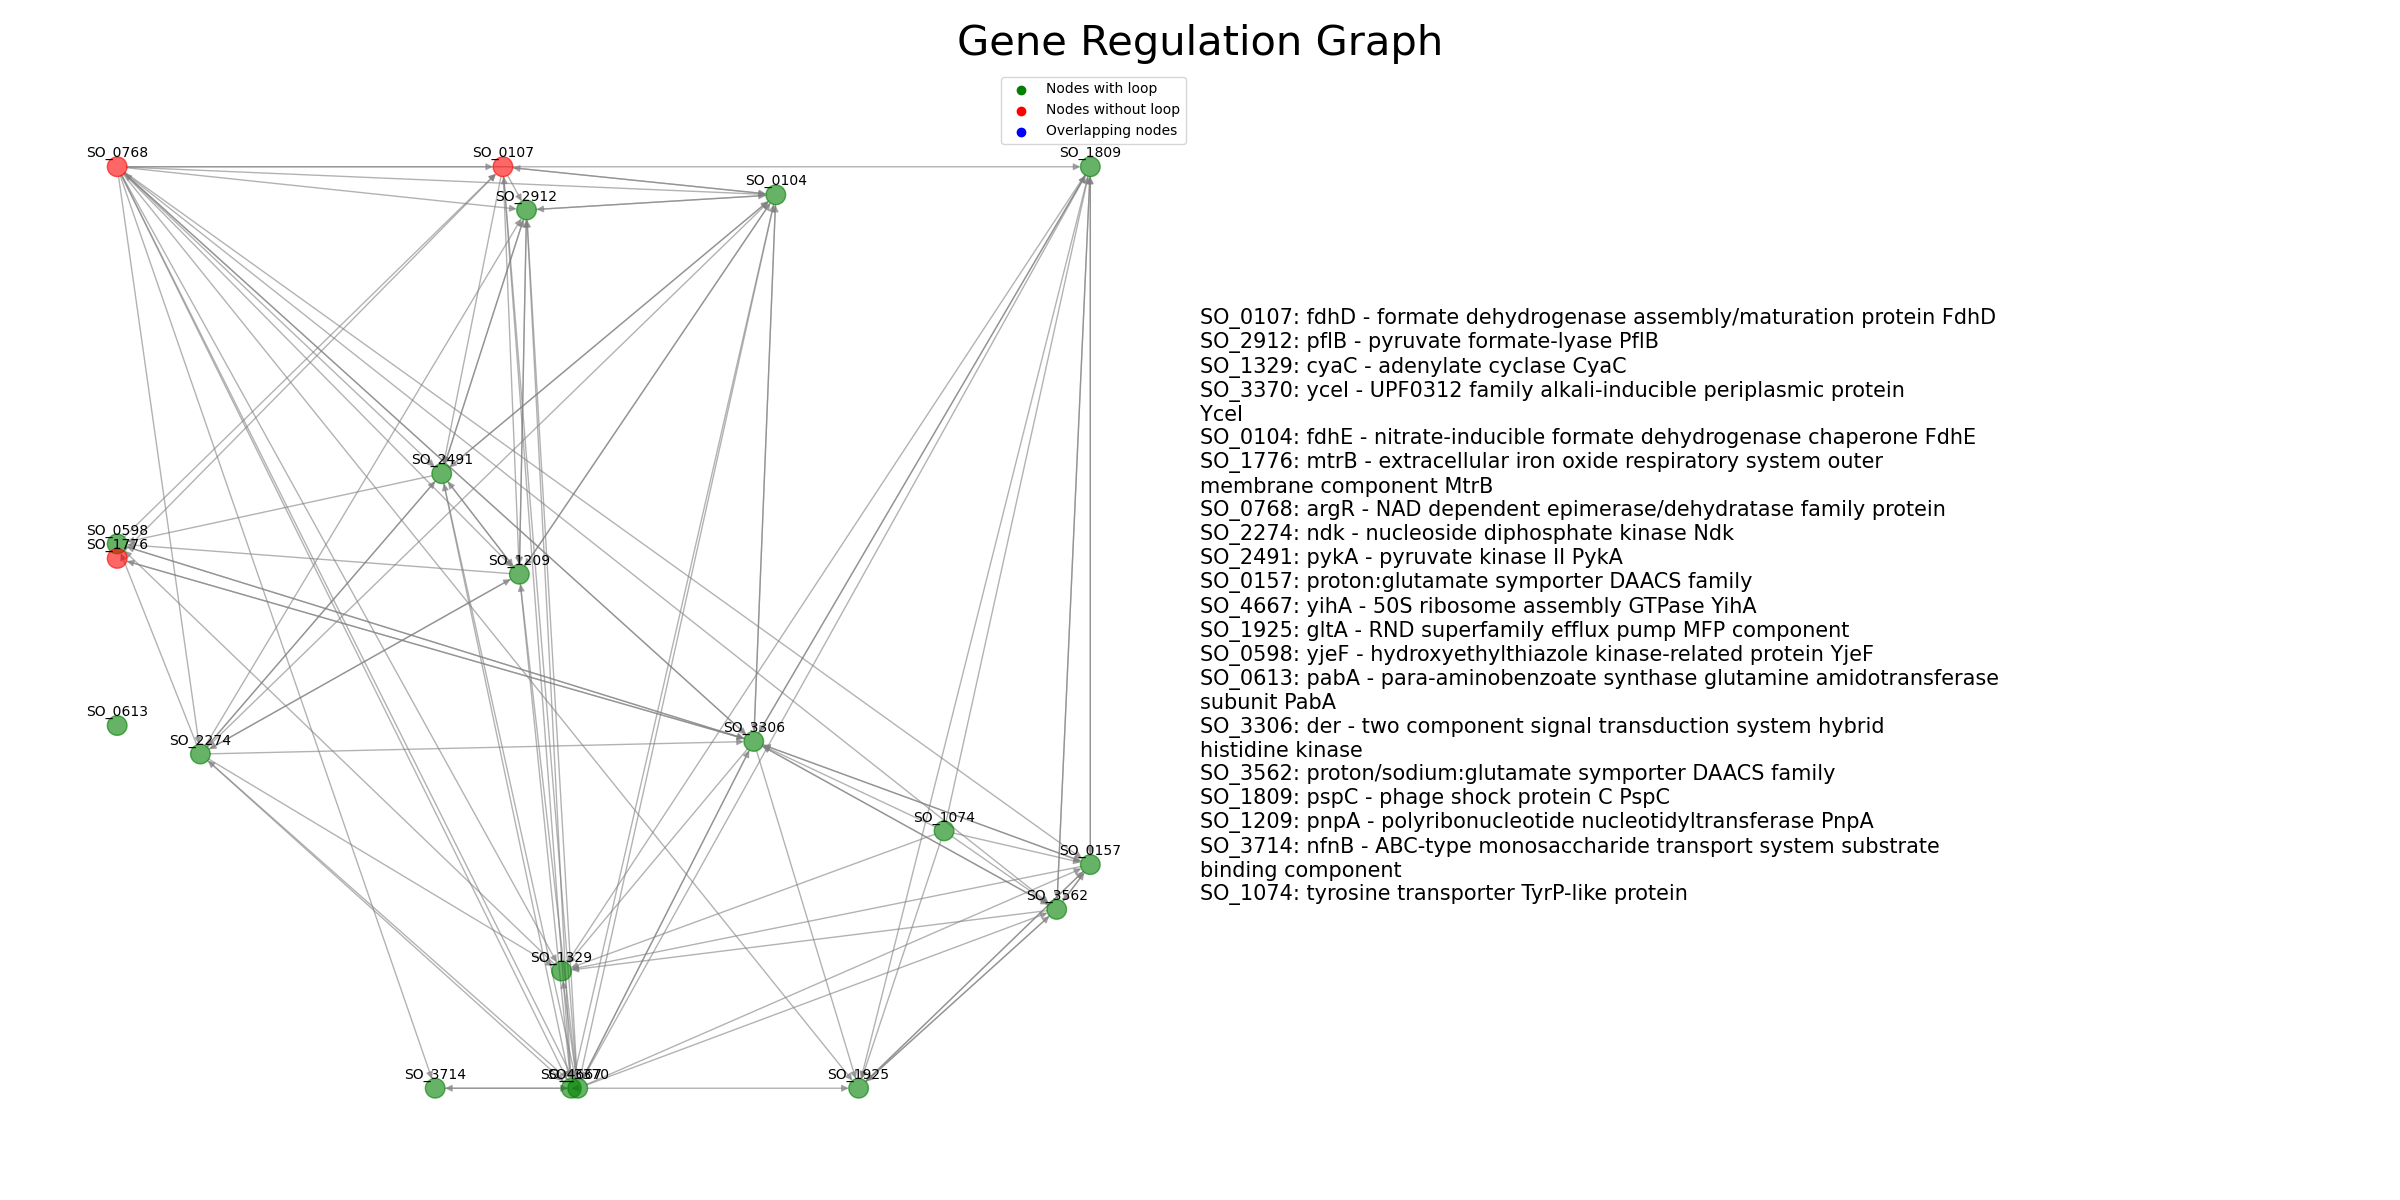 Gene Regulation Graph
Nodes with loop
Nodes without loop
Overlapping nodes
SO_0768
SO_0107
SO_1809
SO_0104
SO_2912
SO_2491
SO_0598
SO_1776
SO_1209
SO_0613
SO_2274
SO_3306
SO_1074
SO_0157
SO_3562
SO_1329
SO_3714
SO_1925
SO_0107: fdhD - formate dehydrogenase assembly/maturation protein FdhD
SO_2912: pflB - pyruvate formate-lyase PflB
SO_1329: cyaC - adenylate cyclase CyaC
SO_3370: yceI - UPF0312 family alkali-inducible periplasmic protein
YceI
SO_0104: fdhE - nitrate-inducible formate dehydrogenase chaperone FdhE
SO_1776: mtrB - extracellular iron oxide respiratory system outer
membrane component MtrB
SO_0768: argR - NAD dependent epimerase/dehydratase family protein
SO_2274: ndk - nucleoside diphosphate kinase Ndk
SO_2491: pykA - pyruvate kinase II PykA
SO_0157: proton:glutamate symporter DAACS family
SO_4667: yihA - 50S ribosome assembly GTPase YihA
SO_1925: gltA - RND superfamily efflux pump MFP component
SO_0598: yjeF - hydroxyethylthiazole kinase-related protein YjeF
SO_0613: pabA - para-aminobenzoate synthase glutamine amidotransferase
subunit PabA
SO_3306: der - two component signal transduction system hybrid
histidine kinase
SO_3562: proton/sodium:glutamate symporter DAACS family
SO_1809: pspC - phage shock protein C PspC
SO_1209: pnpA - polyribonucleotide nucleotidyltransferase PnpA
SO_3714: nfnB - ABC-type monosaccharide transport system substrate
binding component
SO_1074: tyrosine transporter TyrP-like protein